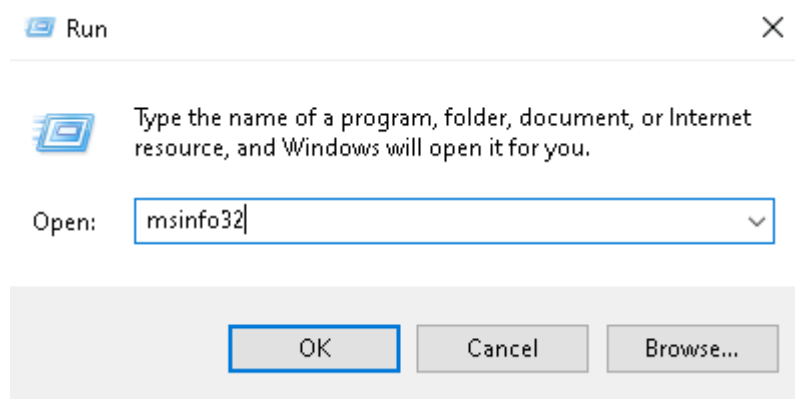 Run
Type the name of a program, folder, document, or Internet
resource, and Windows will open it for you.
Open: msinfo32
OK Cancel Browse...